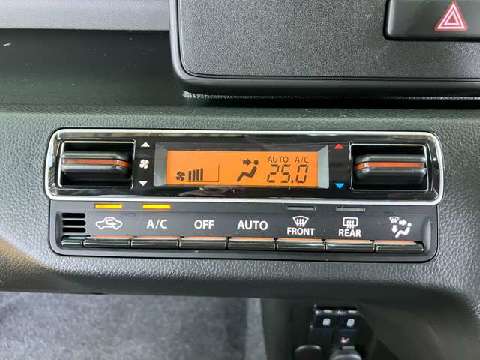 AUTO A/C
25.0
A/C OFF AUTO FRONT REAR